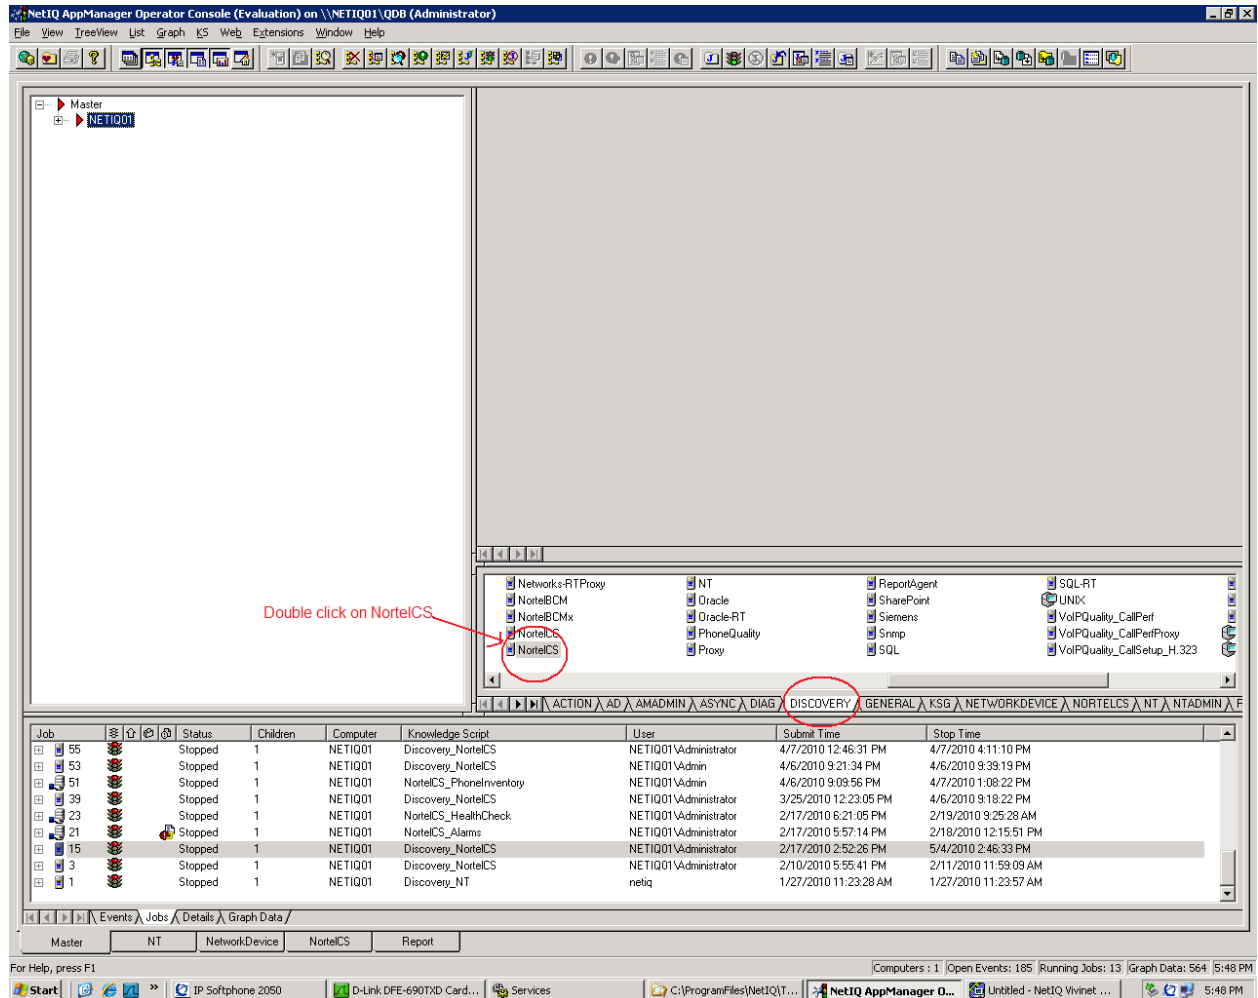 NetIQ AppManager Operator Console (Evaluation) on \\NETIQ01\QDB (Administrator)
File View TreeView List Graph KS Web Extensions Window Help
Master
NETIQ01
Double click on NortelCS
Networks-RTProxy NT ReportAgent SQL-RT
NortelBCM Oracle SharePoint UNIX
NortelBCMx Oracle-RT Siemens VoIPQuality_CallPerf
NortelCC PhoneQuality Snmp VoIPQuality_CallPerfProxy
NortelCS Proxy SQL VoIPQuality_CallSetup_H.323
ACTION AD AMADMIN ASYNC DIAG DISCOVERY GENERAL KSG NETWORKDEVICE NORTELCS NT NTADMIN
Job Status Children Computer Knowledge Script User Submit Time Stop Time
55 Stopped 1 NETIQ01 Discovery_NortelCS NETIQ01\Administrator 4/7/2010 12:46:31 PM 4/7/2010 4:11:10 PM
53 Stopped 1 NETIQ01 Discovery_NortelCS NETIQ01\Admin 4/6/2010 9:21:34 PM 4/6/2010 9:39:19 PM
51 Stopped 1 NETIQ01 NortelCS_PhoneInventory NETIQ01\Admin 4/6/2010 9:09:56 PM 4/7/2010 1:08:22 PM
39 Stopped 1 NETIQ01 Discovery_NortelCS NETIQ01\Administrator 3/25/2010 12:23:05 PM 4/6/2010 9:18:22 PM
23 Stopped 1 NETIQ01 NortelCS_HealthCheck NETIQ01\Administrator 2/17/2010 6:21:05 PM 2/19/2010 9:25:28 AM
21 Stopped 1 NETIQ01 NortelCS_Alarms NETIQ01\Administrator 2/17/2010 5:57:14 PM 2/18/2010 12:15:51 PM
15 Stopped 1 NETIQ01 Discovery_NortelCS NETIQ01\Administrator 2/17/2010 2:52:26 PM 5/4/2010 2:46:33 PM
3 Stopped 1 NETIQ01 Discovery_NortelCS NETIQ01\Administrator 2/10/2010 5:55:41 PM 2/11/2010 11:59:09 AM
1 Stopped 1 NETIQ01 Discovery_NT netiq 1/27/2010 11:23:28 AM 1/27/2010 11:23:57 AM
Events Jobs Details Graph Data
Master NT NetworkDevice NortelCS Report
For Help, press F1 Computers : 1 Open Events: 185 Running Jobs: 13 Graph Data: 564 5:48 PM
Start IP Softphone 2050 D-Link DFE-690TXD Card... Services C:\ProgramFiles\NetIQ\T... NetIQ AppManager O... Untitled - NetIQ Vivinet ... 5:48 PM